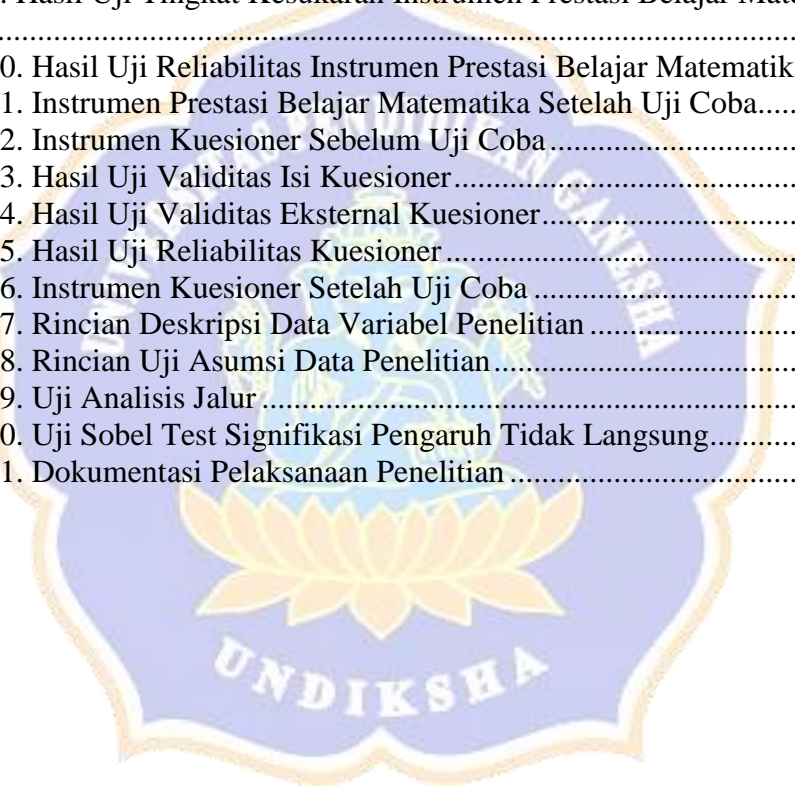 . Hasil Uji Tingkat Kesukaran Instrumen Prestasi Belajar
....................................................................................................
0. Hasil Uji Reliabilitas Instrumen Prestasi Belajar Matematik
1. Instrumen Prestasi Belajar Matematika Setelah Uji Coba.....
2. Instrumen Kuesioner Sebelum Uji Coba...............................
3. Hasil Uji Validitas Isi Kuesioner...........................................
4. Hasil Uji Validitas Eksternal Kuesioner................................
5. Hasil Uji Reliabilitas Kuesioner............................................
6. Instrumen Kuesioner Setelah Uji Coba.................................
7. Rincian Deskripsi Data Variabel Penelitian..........................
8. Rincian Uji Asumsi Data Penelitian......................................
9. Uji Analisis Jalur...................................................................
0. Uji Sobel Test Signifikasi Pengaruh Tidak Langsung...........
1. Dokumentasi Pelaksanaan Penelitian....................................
UNIVERSITAS PENDIDIKAN GANESHA
UNDIKSHA